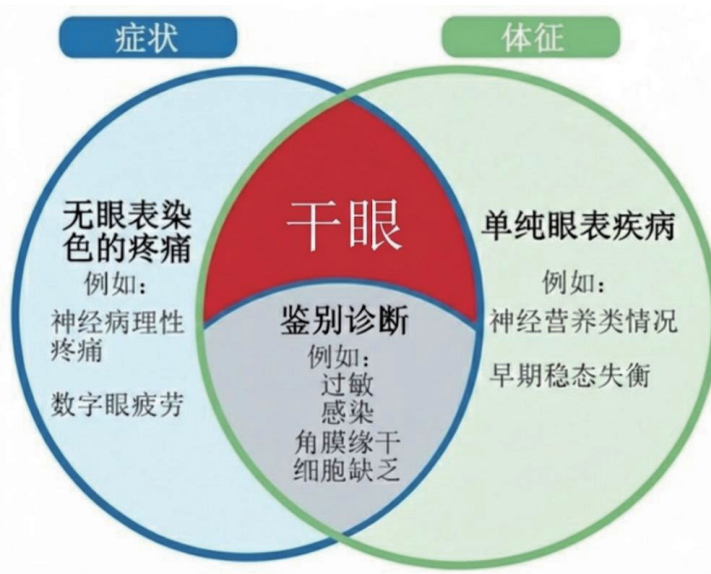 症状
体征
无眼表染
色的疼痛
例如：
神经病理性
疼痛
数字眼疲劳
干眼
鉴别诊断
例如：
过敏
感染
角膜缘干
细胞缺乏
单纯眼表疾病
例如：
神经营养类情况
早期稳态失衡